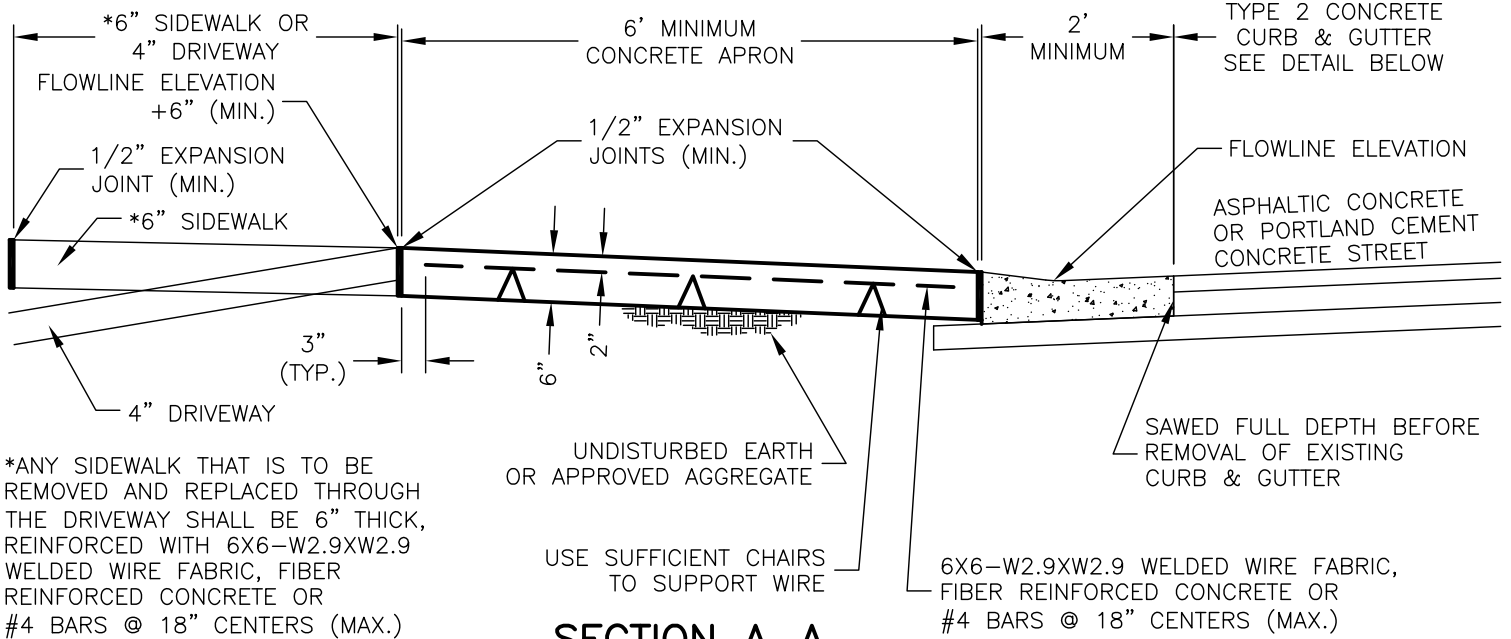 *6” SIDEWALK OR
4” DRIVEWAY
6’ MINIMUM
CONCRETE APRON
2’
MINIMUM
TYPE 2 CONCRETE
CURB & GUTTER
SEE DETAIL BELOW
FLOWLINE ELEVATION
+6” (MIN.)
1/2” EXPANSION
JOINT (MIN.)
*6” SIDEWALK
1/2” EXPANSION
JOINTS (MIN.)
FLOWLINE ELEVATION
ASPHALTIC CONCRETE
OR PORTLAND CEMENT
CONCRETE STREET
3”
(TYP.)
6”
2”
4” DRIVEWAY
UNDISTURBED EARTH
OR APPROVED AGGREGATE
SAWED FULL DEPTH BEFORE
REMOVAL OF EXISTING
CURB & GUTTER
*ANY SIDEWALK THAT IS TO BE
REMOVED AND REPLACED THROUGH
THE DRIVEWAY SHALL BE 6” THICK,
REINFORCED WITH 6X6-W2.9XW2.9
WELDED WIRE FABRIC, FIBER
REINFORCED CONCRETE OR
#4 BARS @ 18” CENTERS (MAX.)
USE SUFFICIENT CHAIRS
TO SUPPORT WIRE
6X6-W2.9XW2.9 WELDED WIRE FABRIC,
FIBER REINFORCED CONCRETE OR
#4 BARS @ 18” CENTERS (MAX.)
SECTION A-A